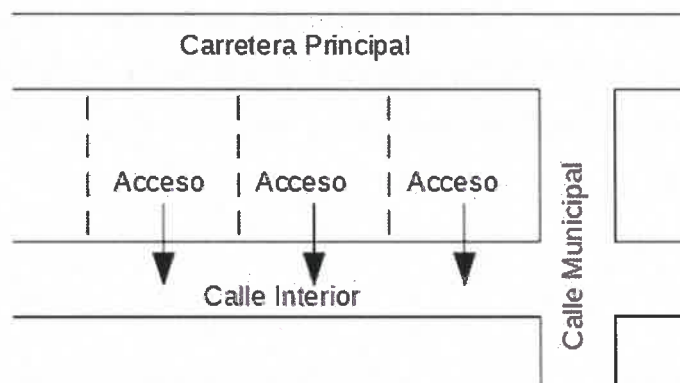 Carretera Principal
Acceso
Acceso
Acceso
Calle Interior
Calle Municipal